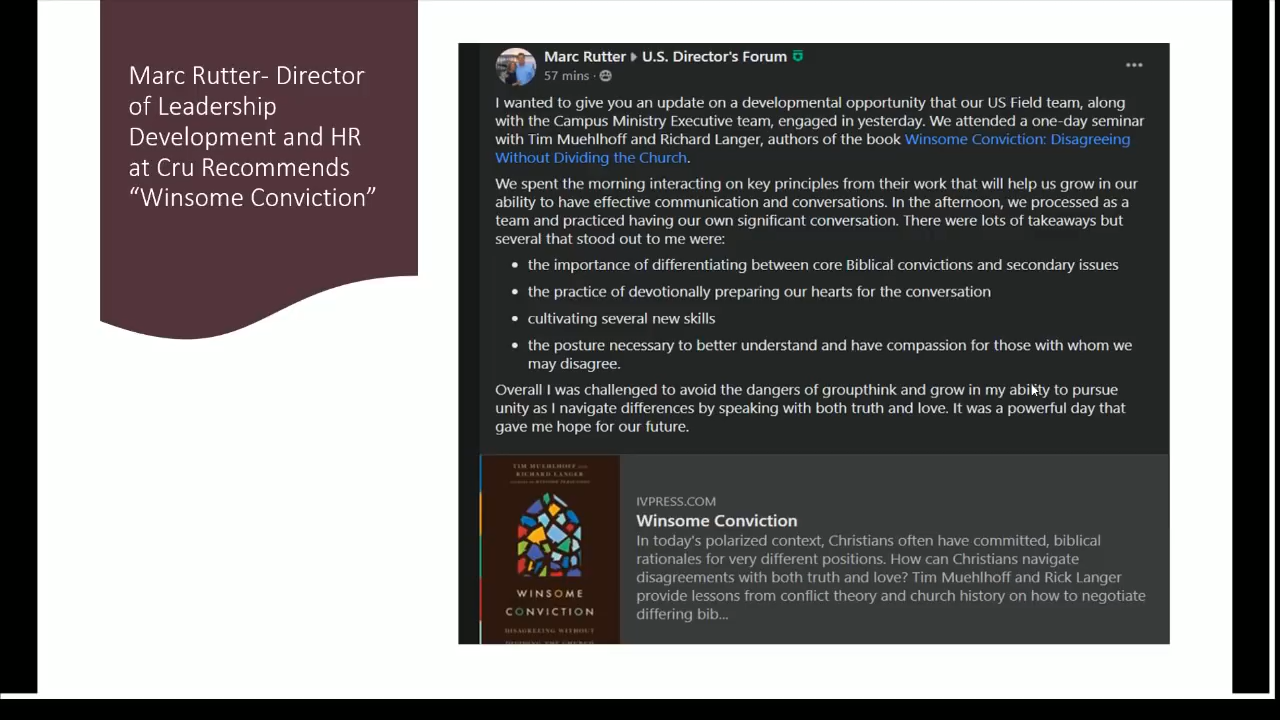 Marc Rutter- Director
of Leadership
Development and HR
at Cru Recommends
“Winsome Conviction”
Marc Rutter U.S. Director's Forum
57 mins ·
I wanted to give you an update on a developmental opportunity that our US Field team, along
with the Campus Ministry Executive team, engaged in yesterday. We attended a one-day seminar
with Tim Muehlhoff and Richard Langer, authors of the book Winsome Conviction: Disagreeing
Without Dividing the Church.
We spent the morning interacting on key principles from their work that will help us grow in our
ability to have effective communication and conversations. In the afternoon, we processed as a
team and practiced having our own significant conversation. There were lots of takeaways but
several that stood out to me were:
• the importance of differentiating between core Biblical convictions and secondary issues
• the practice of devotionally preparing our hearts for the conversation
• cultivating several new skills
• the posture necessary to better understand and have compassion for those with whom we
may disagree.
Overall I was challenged to avoid the dangers of groupthink and grow in my ability to pursue
unity as I navigate differences by speaking with both truth and love. It was a powerful day that
gave me hope for our future.
TIM MUEHLHOFF and
RICHARD LANGER
WINSOME
CONVICTION
DISAGREEING WITHOUT
DIVIDING THE CHURCH
IVPRESS.COM
Winsome Conviction
In today's polarized context, Christians often have committed, biblical
rationales for very different positions. How can Christians navigate
disagreements with both truth and love? Tim Muehlhoff and Rick Langer
provide lessons from conflict theory and church history on how to negotiate
differing bib...